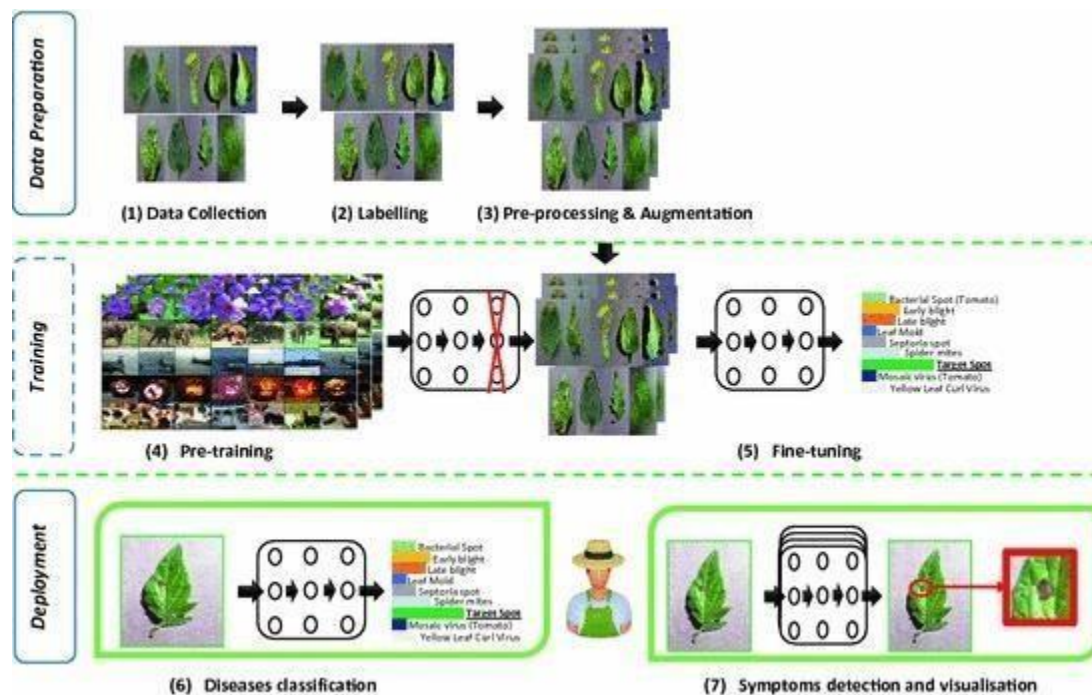 Data Preparation
(1) Data Collection
(2) Labelling
(3) Pre-processing & Augmentation
Training
(4) Pre-training
Bacterial Spot (Tomato)
Early blight
Late blight
Leaf Mold
Septoria spot
Spider mites
Target Spot
Mosaic virus (Tomato)
Yellow Leaf Curl Virus
(5) Fine-tuning
Deployment
Bacterial Spot
Early blight
Late blight
Leaf Mold
Septoria spot
Spider mites
Target Spot
Mosaic virus (Tomato)
Yellow Leaf Curl Virus
(6) Diseases classification
(7) Symptoms detection and visualisation